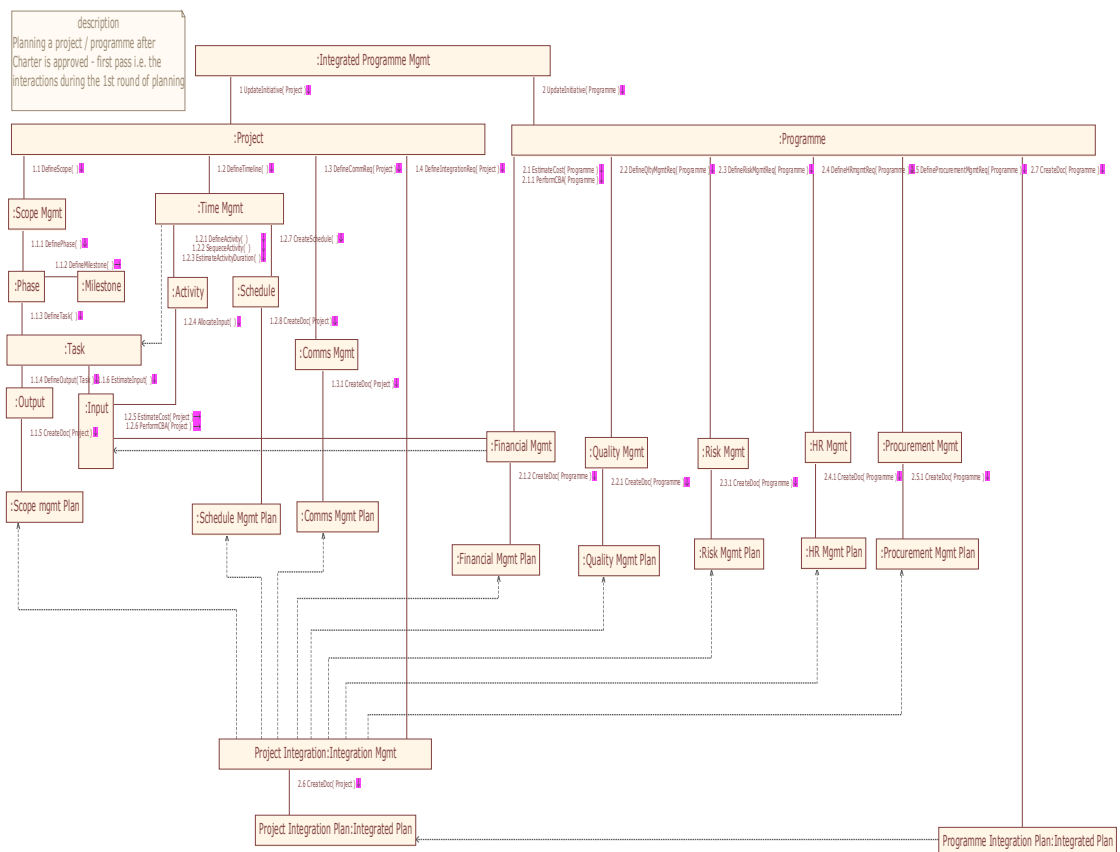 description
Planning a project / programme after
Charter is approved - first pass i.e. the
interactions during the 1st round of planning
:Integrated Programme Mgmt
1 UpdateInitiative( Project )
2 UpdateInitiative( Programme )
:Project
:Programme
1.1 DefineScope( )
1.2 DefineTimeline( )
1.3 DefineCommReq( Project )
1.4 DefineIntegrationReq( Project )
2.1 EstimateCost( Programme )
2.1.1 PerformCBA( Programme )
2.2 DefineQltyMgmtReq( Programme )
2.3 DefineRiskMgmtReq( Programme )
2.4 DefineHRmgmtReq( Programme )
2.5 DefineProcurementMgmtReq( Programme )
2.7 CreateDoc( Programme )
:Scope Mgmt
:Time Mgmt
1.1.1 DefinePhase( )
1.2.1 DefineActivity( )
1.2.2 SequeceActivity( )
1.2.3 EstimateActivityDuration( )
1.2.7 CreateSchedule( )
1.1.2 DefineMilestone( )
:Phase
:Milestone
:Activity
:Schedule
1.1.3 DefineTask( )
1.2.4 AllocateInput( )
1.2.8 CreateDoc( Project )
:Task
:Comms Mgmt
1.1.4 DefineOutput( Task )
1.1.6 EstimateInput( )
1.3.1 CreateDoc( Project )
:Output
:Input
1.2.5 EstimateCost( Project )
1.2.6 PerformCBA( Project )
1.1.5 CreateDoc( Project )
:Financial Mgmt
:Quality Mgmt
:Risk Mgmt
:HR Mgmt
:Procurement Mgmt
2.1.2 CreateDoc( Programme )
2.2.1 CreateDoc( Programme )
2.3.1 CreateDoc( Programme )
2.4.1 CreateDoc( Programme )
2.5.1 CreateDoc( Programme )
:Scope mgmt Plan
:Schedule Mgmt Plan
:Comms Mgmt Plan
:Financial Mgmt Plan
:Quality Mgmt Plan
:Risk Mgmt Plan
:HR Mgmt Plan
:Procurement Mgmt Plan
Project Integration:Integration Mgmt
2.6 CreateDoc( Project )
Project Integration Plan:Integrated Plan
Programme Integration Plan:Integrated Plan